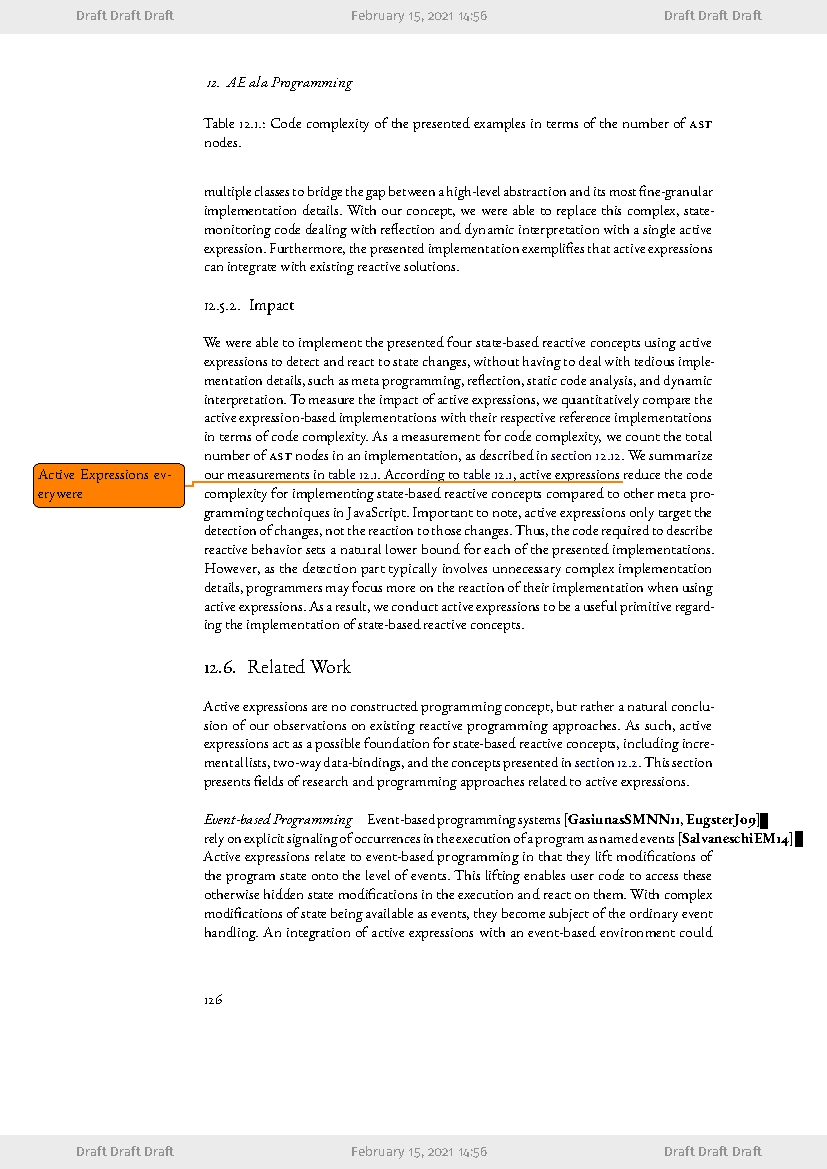 Draft Draft Draft February 15, 2021 14:56 Draft Draft Draft
12. AE ala Programming
Table 12.1.: Code complexity of the presented examples in terms of the number of AST
nodes.
multiple classes to bridge the gap between a high-level abstraction and its most fine-granular
implementation details. With our concept, we were able to replace this complex, state-
monitoring code dealing with reflection and dynamic interpretation with a single active
expression. Furthermore, the presented implementation exemplifies that active expressions
can integrate with existing reactive solutions.
12.5.2. Impact
We were able to implement the presented four state-based reactive concepts using active
expressions to detect and react to state changes, without having to deal with tedious imple-
mentation details, such as meta programming, reflection, static code analysis, and dynamic
interpretation. To measure the impact of active expressions, we quantitatively compare the
active expression-based implementations with their respective reference implementations
in terms of code complexity. As a measurement for code complexity, we count the total
number of AST nodes in an implementation, as described in section 12.12. We summarize
our measurements in table 12.1. According to table 12.1, active expressions reduce the code
complexity for implementing state-based reactive concepts compared to other meta pro-
gramming techniques in JavaScript. Important to note, active expressions only target the
detection of changes, not the reaction to those changes. Thus, the code required to describe
reactive behavior sets a natural lower bound for each of the presented implementations.
However, as the detection part typically involves unnecessary complex implementation
details, programmers may focus more on the reaction of their implementation when using
active expressions. As a result, we conduct active expressions to be a useful primitive regard-
ing the implementation of state-based reactive concepts.
Active Expressions ev-
erywere
12.6. Related Work
Active expressions are no constructed programming concept, but rather a natural conclu-
sion of our observations on existing reactive programming approaches. As such, active
expressions act as a possible foundation for state-based reactive concepts, including incre-
mental lists, two-way data-bindings, and the concepts presented in section 12.2. This section
presents fields of research and programming approaches related to active expressions.
Event-based Programming Event-based programming systems [GasiunasSMNN11, EugsterJ09]
rely on explicit signaling of occurrences in the execution of a program as named events [SalvaneschiEM14]
Active expressions relate to event-based programming in that they lift modifications of
the program state onto the level of events. This lifting enables user code to access these
otherwise hidden state modifications in the execution and react on them. With complex
modifications of state being available as events, they become subject of the ordinary event
handling. An integration of active expressions with an event-based environment could
126
Draft Draft Draft February 15, 2021 14:56 Draft Draft Draft